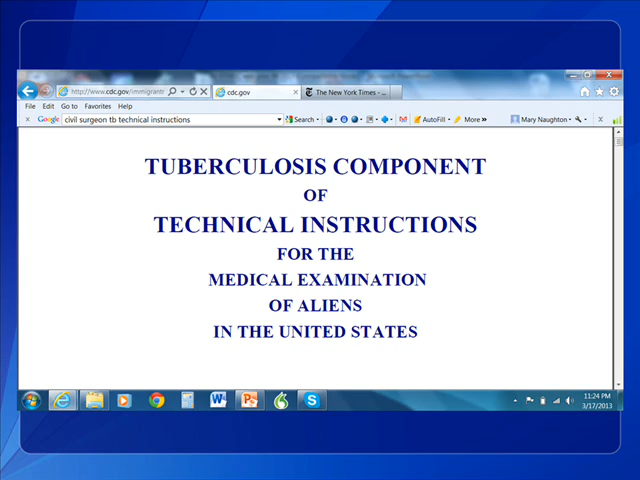 http://www.cdc.gov/immigrantr
cdc.gov
The New York Times - ...
File Edit Go to Favorites Help
x Google civil surgeon tb technical instructions Search AutoFill More » Mary Naughton x
TUBERCULOSIS COMPONENT
OF
TECHNICAL INSTRUCTIONS
FOR THE
MEDICAL EXAMINATION
OF ALIENS
IN THE UNITED STATES
11:24 PM
3/17/2013